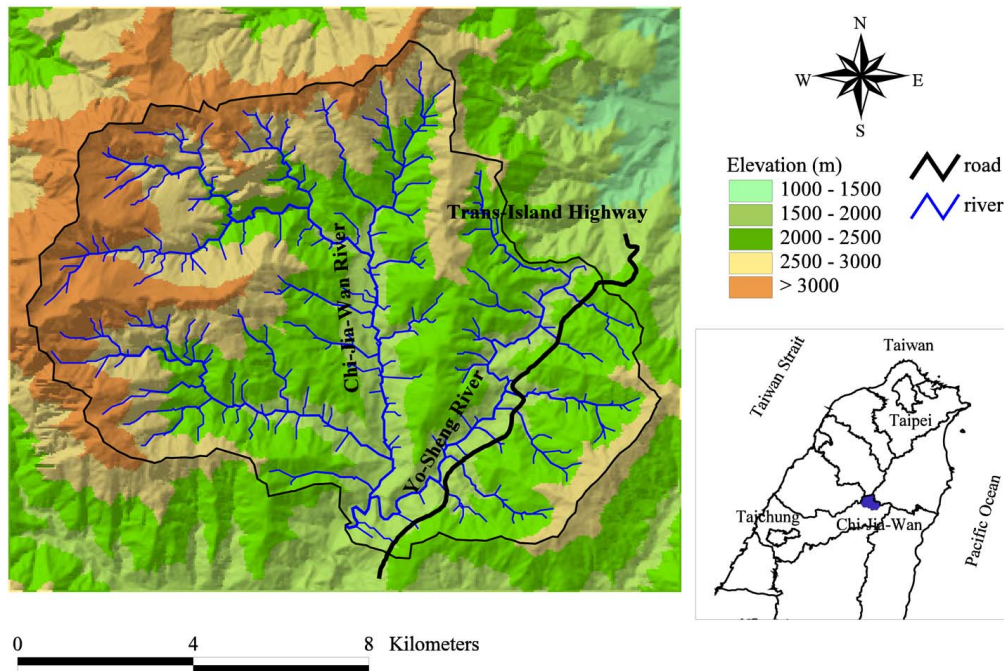 N
W
E
S
Elevation (m)
1000 - 1500
1500 - 2000
2000 - 2500
2500 - 3000
> 3000
road
river
Trans-Island Highway
Chi-Jia-Wan River
Yo-Sheng River
Taiwan Strait
Taiwan
Taipei
Taichung
Chi-Jia-Wan
Pacific Ocean
0
4
8
Kilometers